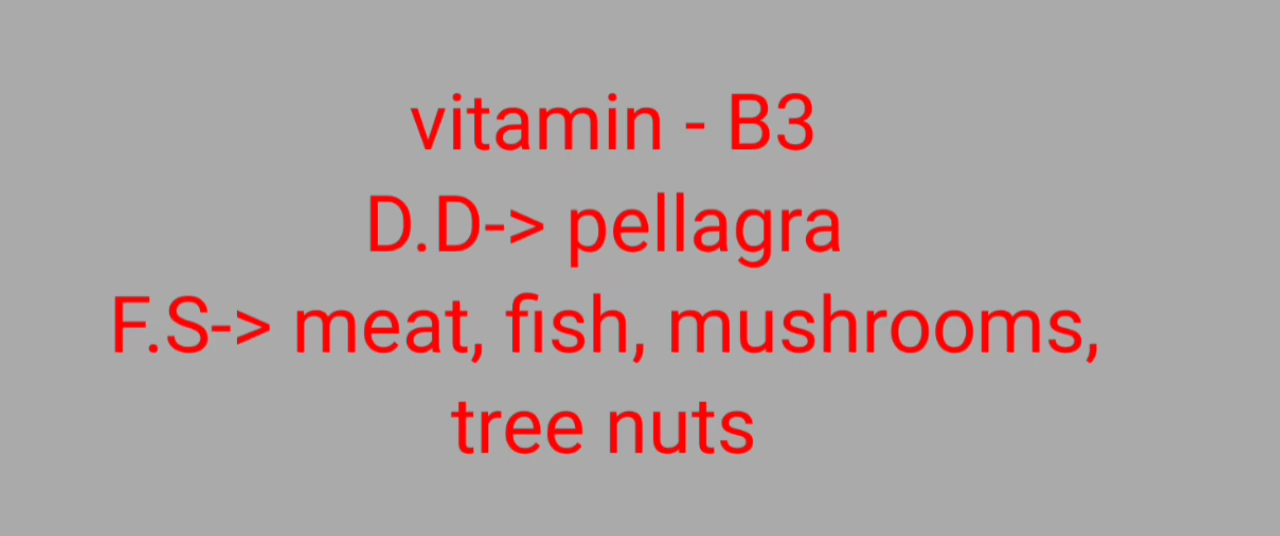 vitamin - B3
D.D-> pellagra
F.S-> meat, fish, mushrooms,
tree nuts